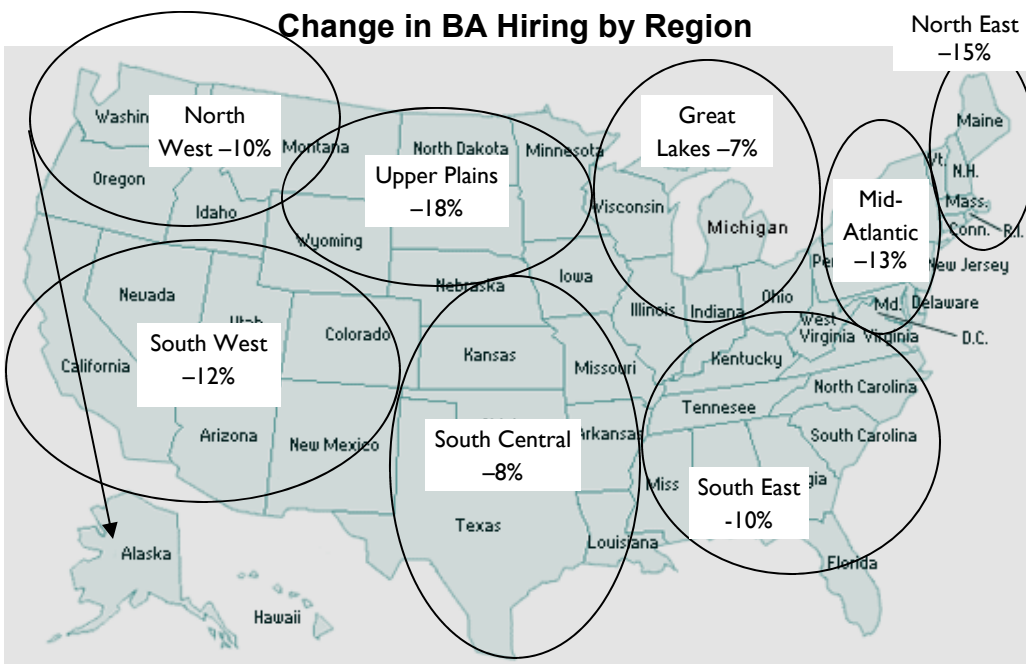 Change in BA Hiring by Region
North East
–15%
North
West –10%
Great
Lakes –7%
Upper Plains
–18%
Mid-
Atlantic
–13%
South West
–12%
South Central
–8%
South East
-10%
Montana
North Dakota
Minnesota
Maine
Vt.
N.H.
Oregon
Idaho
Wisconsin
Michigan
Mass.
Conn.
R.I.
Wyoming
Nevada
Nebraska
Iowa
New Jersey
Illinois
Indiana
Ohio
Md.
Delaware
D.C.
California
Colorado
Kansas
Missouri
West
Virginia
Virginia
Kentucky
North Carolina
Tennessee
Arizona
New Mexico
South Carolina
Miss
Texas
Louisiana
Florida
Alaska
Hawaii